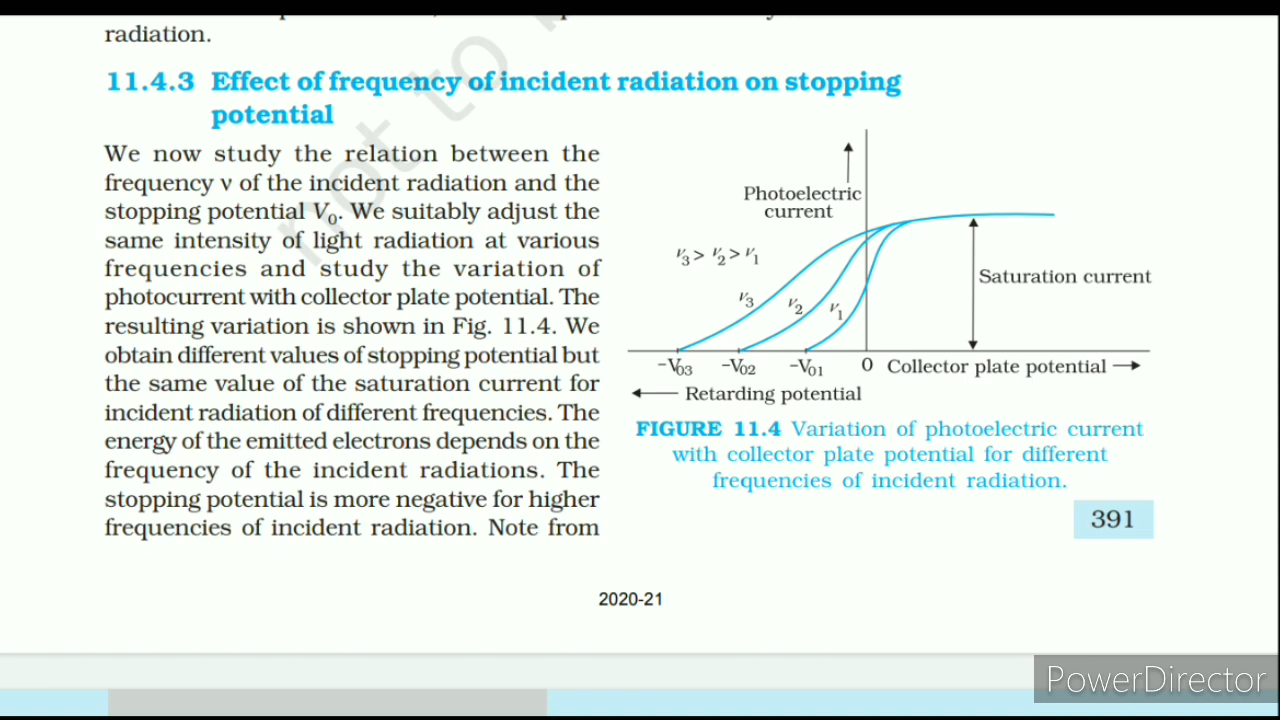 radiation.
11.4.3 Effect of frequency of incident radiation on stopping
potential
We now study the relation between the
frequency ν of the incident radiation and the
stopping potential V₀. We suitably adjust the
same intensity of light radiation at various
frequencies and study the variation of
photocurrent with collector plate potential. The
resulting variation is shown in Fig. 11.4. We
obtain different values of stopping potential but
the same value of the saturation current for
incident radiation of different frequencies. The
energy of the emitted electrons depends on the
frequency of the incident radiations. The
stopping potential is more negative for higher
frequencies of incident radiation. Note from
Photoelectric
current
ν₃ > ν₂ > ν₁
Saturation current
ν₃ ν₂ ν₁
–V₀₃ –V₀₂ –V₀₁ 0 Collector plate potential →
← Retarding potential
FIGURE 11.4 Variation of photoelectric current
with collector plate potential for different
frequencies of incident radiation.
391
2020-21
not to
PowerDirector